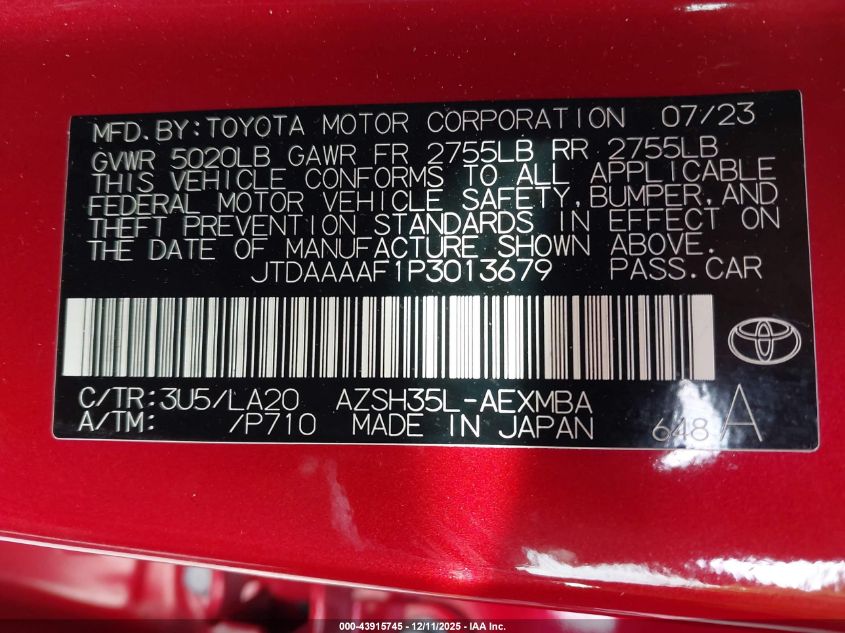 MFD. BY: TOYOTA MOTOR CORPORATION 07/23
GVWR 5020LB GAWR FR 2755LB RR 2755LB
THIS VEHICLE CONFORMS TO ALL APPLICABLE
FEDERAL MOTOR VEHICLE SAFETY, BUMPER, AND
THEFT PREVENTION STANDARDS IN EFFECT ON
THE DATE OF MANUFACTURE SHOWN ABOVE.
JTDAAAAF1P3013679 PASS. CAR
C/TR: 3U5/LA20 AZSH35L-AEXMBA
A/TM: /P710 MADE IN JAPAN 648 A
000-43915745 - 12/11/2025 - © IAA, Inc.